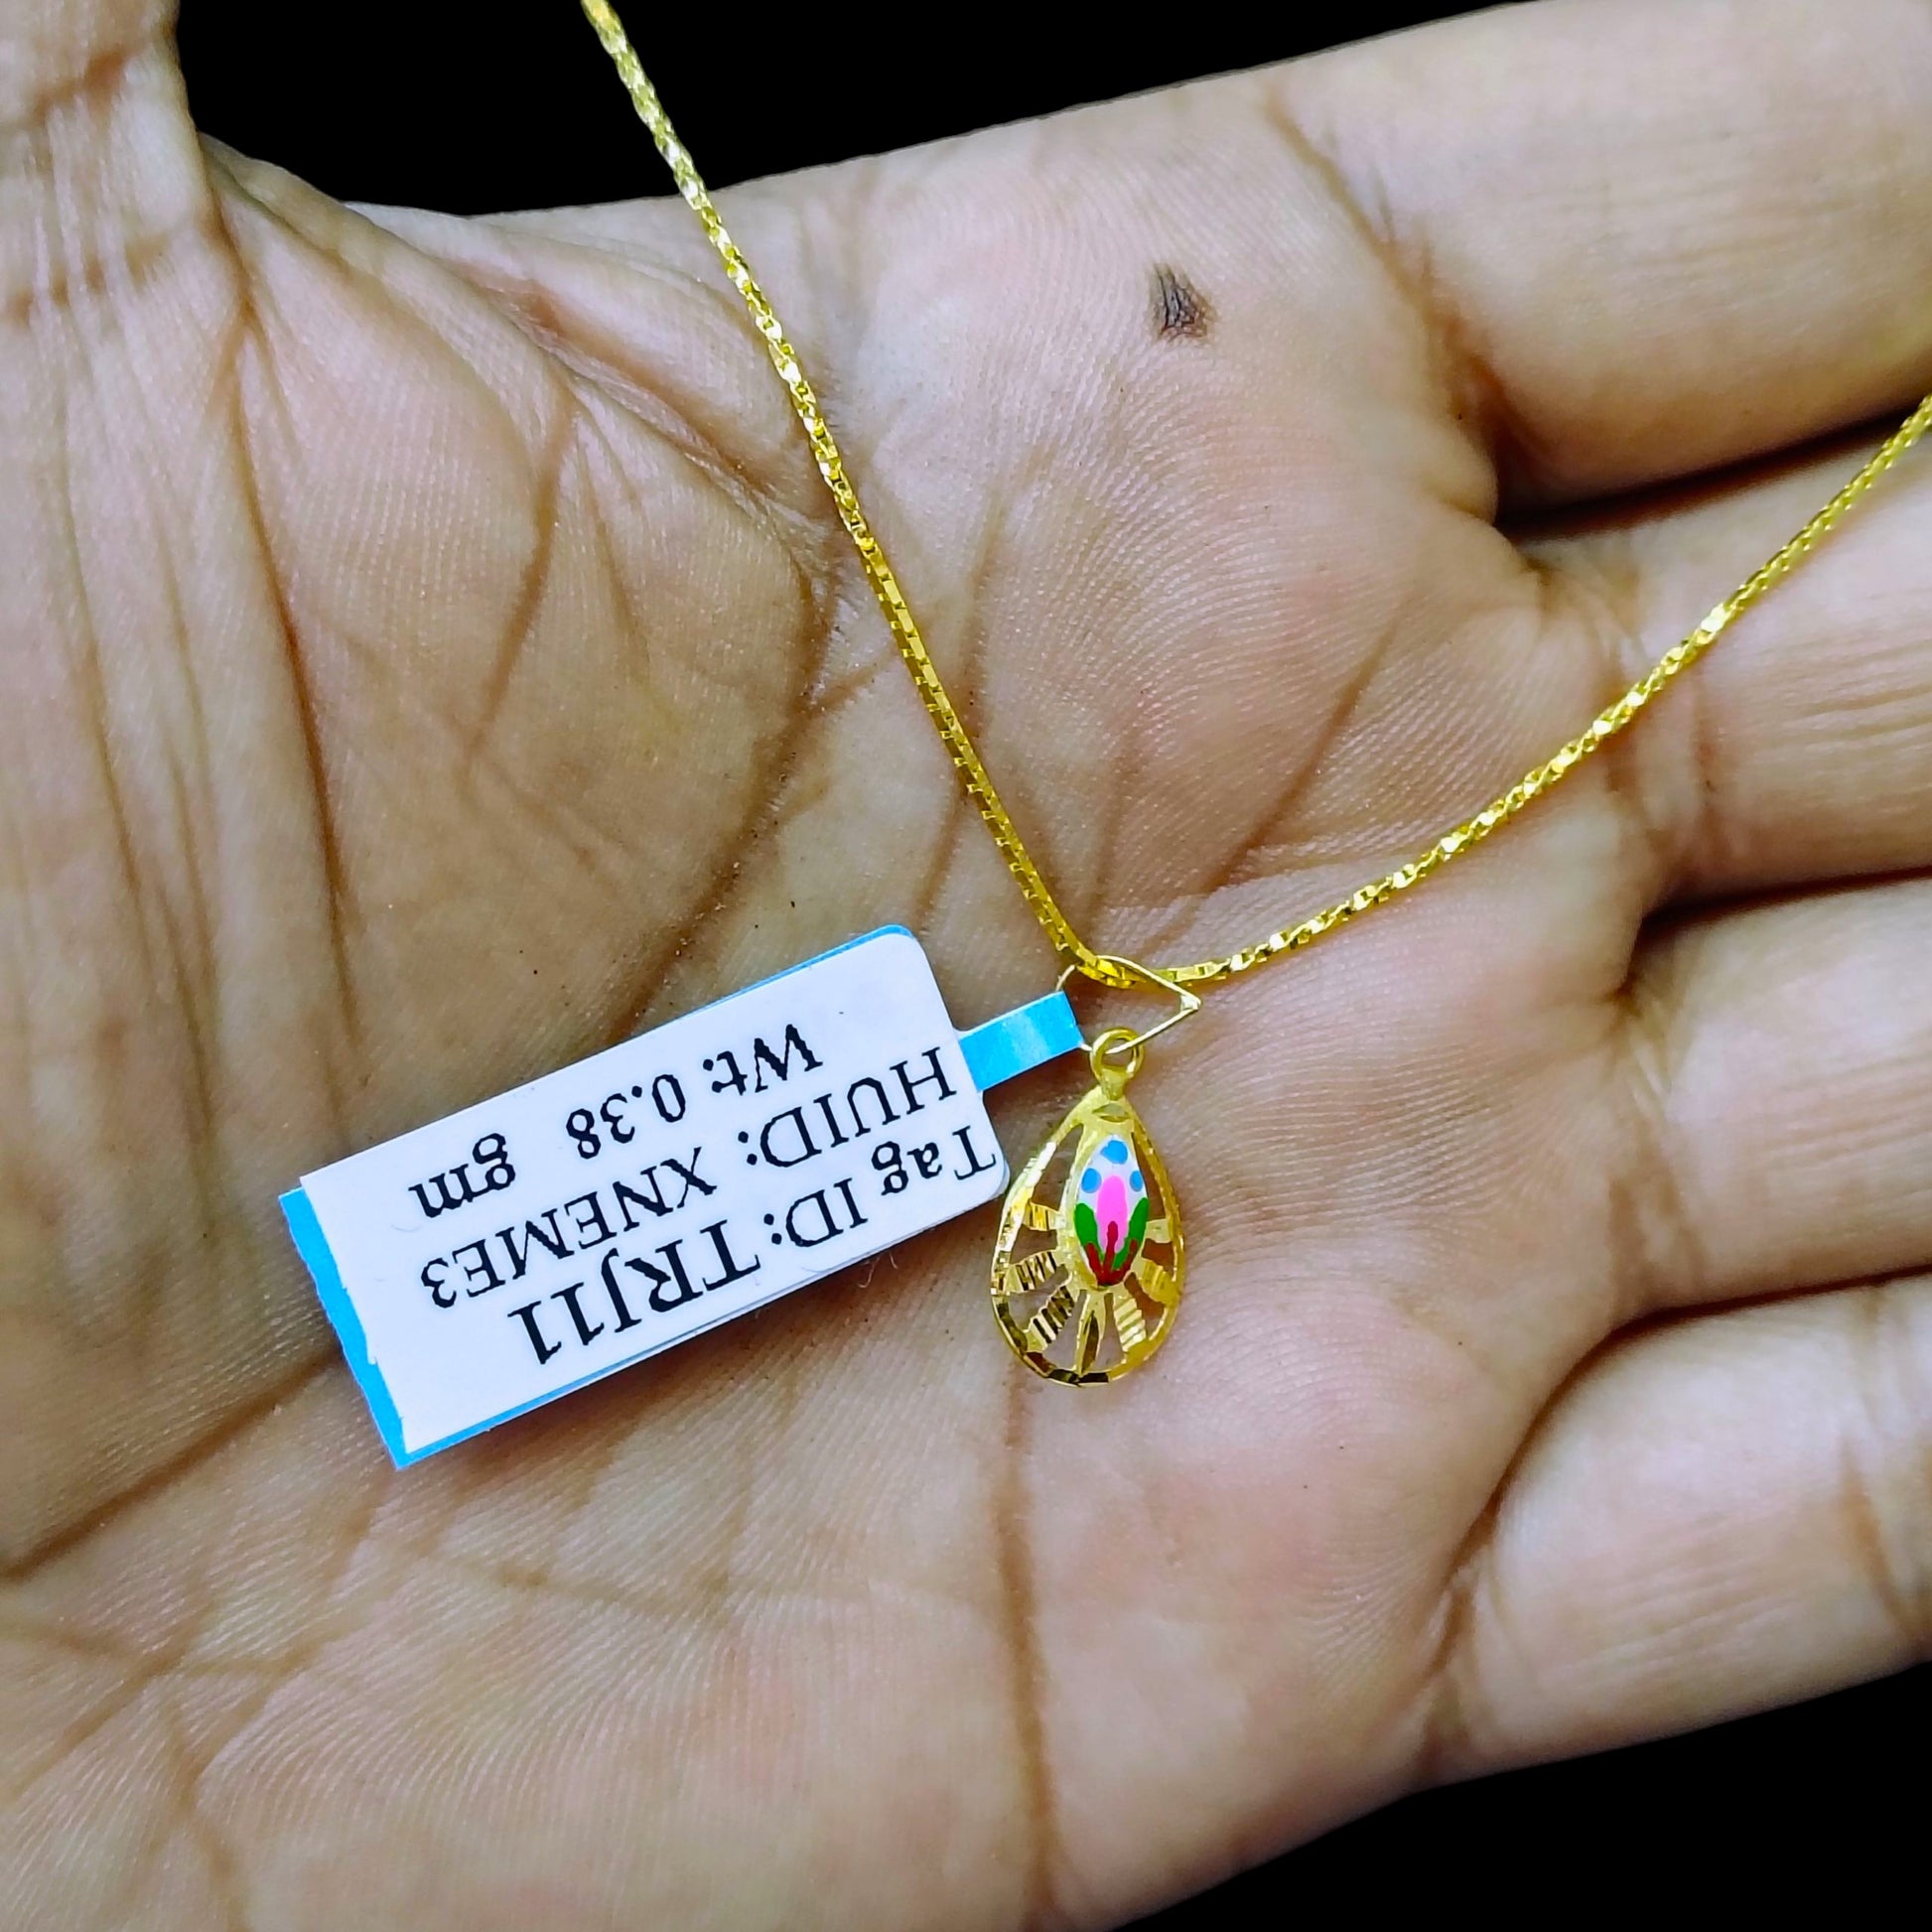 Tag ID: TRJ11
HUID: XNEME3
Wt: 0.38 gm